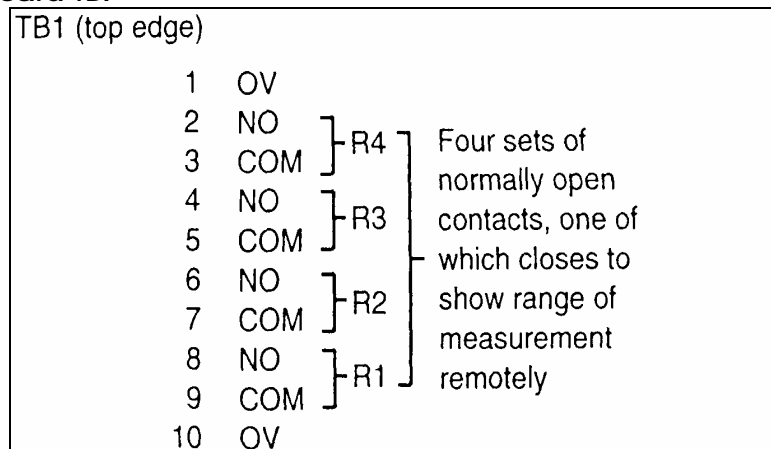 TB1 (top edge)
1 OV
2 NO
3 COM
R4
4 NO
5 COM
R3
6 NO
7 COM
R2
8 NO
9 COM
R1
10 OV
Four sets of
normally open
contacts, one of
which closes to
show range of
measurement
remotely